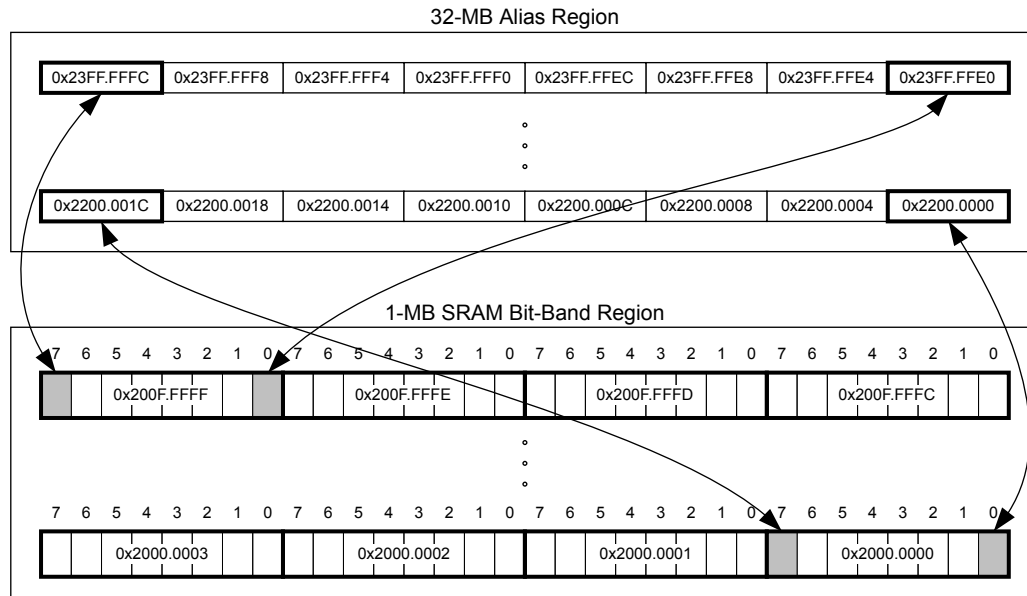 32-MB Alias Region
0x23FF.FFFC 0x23FF.FFF8 0x23FF.FFF4 0x23FF.FFF0 0x23FF.FFEC 0x23FF.FFE8 0x23FF.FFE4 0x23FF.FFE0
0x2200.001C 0x2200.0018 0x2200.0014 0x2200.0010 0x2200.000C 0x2200.0008 0x2200.0004 0x2200.0000
1-MB SRAM Bit-Band Region
7 6 5 4 3 2 1 0 7 6 5 4 3 2 1 0 7 6 5 4 3 2 1 0 7 6 5 4 3 2 1 0
0x200F.FFFF 0x200F.FFFE 0x200F.FFFD 0x200F.FFFC
7 6 5 4 3 2 1 0 7 6 5 4 3 2 1 0 7 6 5 4 3 2 1 0 7 6 5 4 3 2 1 0
0x2000.0003 0x2000.0002 0x2000.0001 0x2000.0000